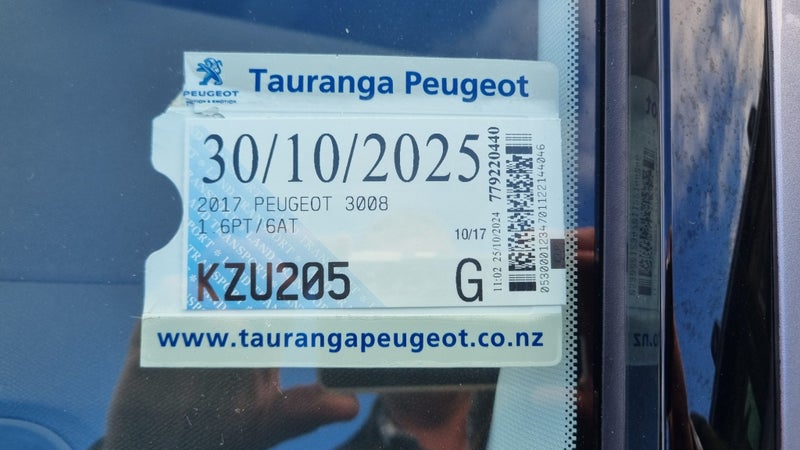 PEUGEOT
MOTION & EMOTION
Tauranga Peugeot
30/10/2025
2017 PEUGEOT 3008
1.6PT/6AT
10/17
KZU205
G
11:02 25/10/2024 779220440
0530001234701122144046
www.taurangapeugeot.co.nz